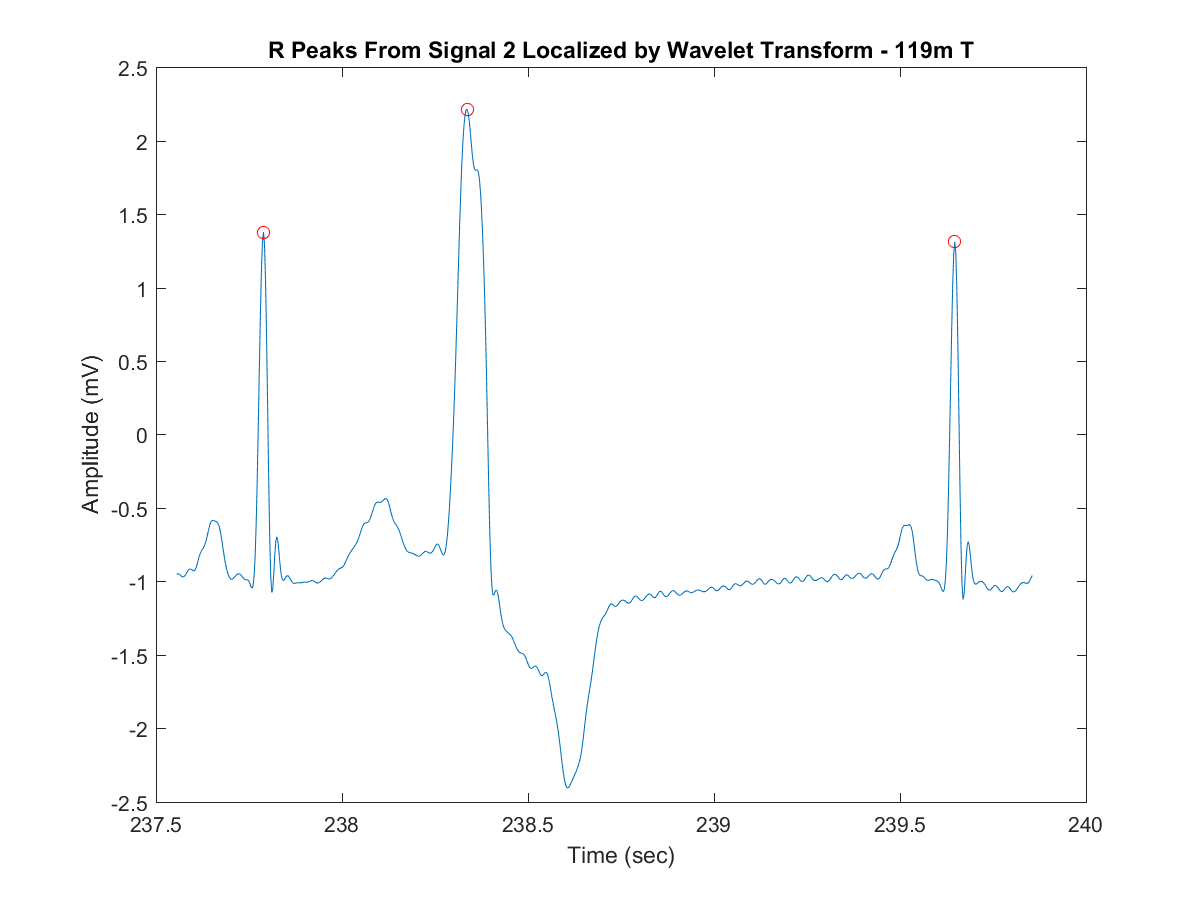 R Peaks From Signal 2 Localized by Wavelet Transform - 119m T
2.5
2
1.5
1
0.5
0
-0.5
-1
-1.5
-2
-2.5
Amplitude (mV)
237.5 238 238.5 239 239.5 240
Time (sec)